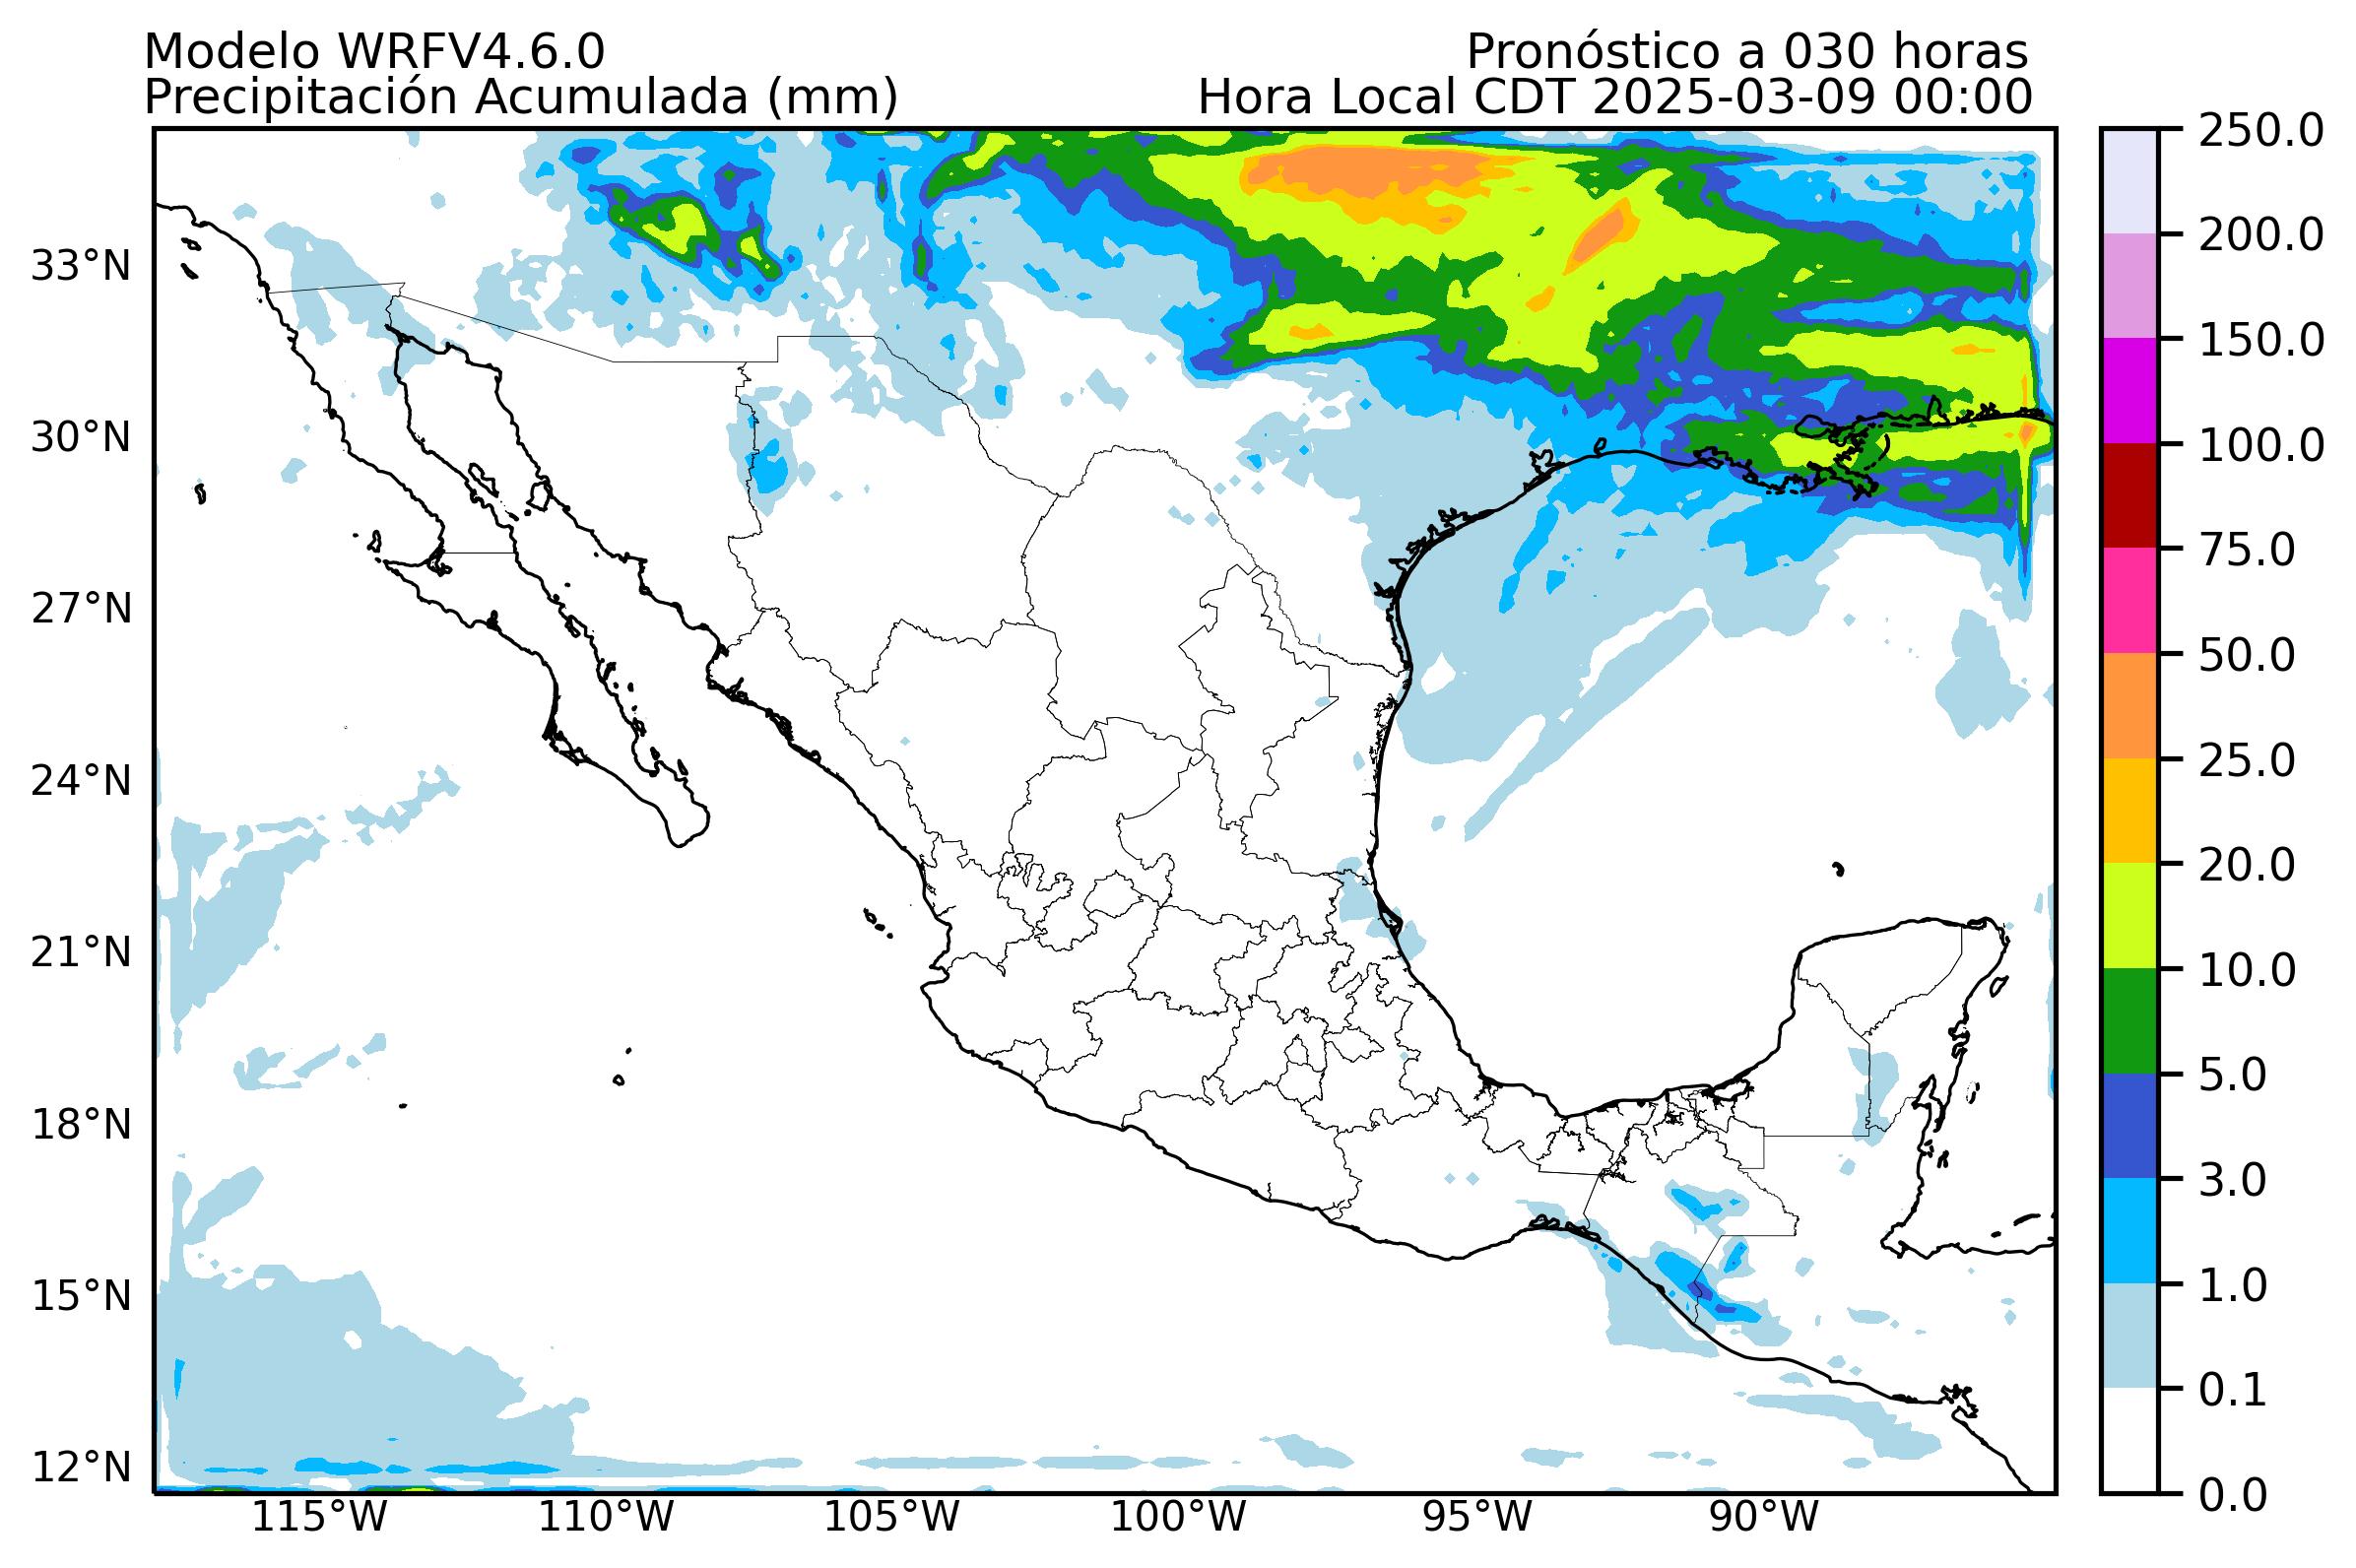 Modelo WRFV4.6.0
Pronóstico a 030 horas
Precipitación Acumulada (mm)
Hora Local CDT 2025-03-09 00:00
33°N
30°N
27°N
24°N
21°N
18°N
15°N
12°N
115°W
110°W
105°W
100°W
95°W
90°W
250.0
200.0
150.0
100.0
75.0
50.0
25.0
20.0
10.0
5.0
3.0
1.0
0.1
0.0